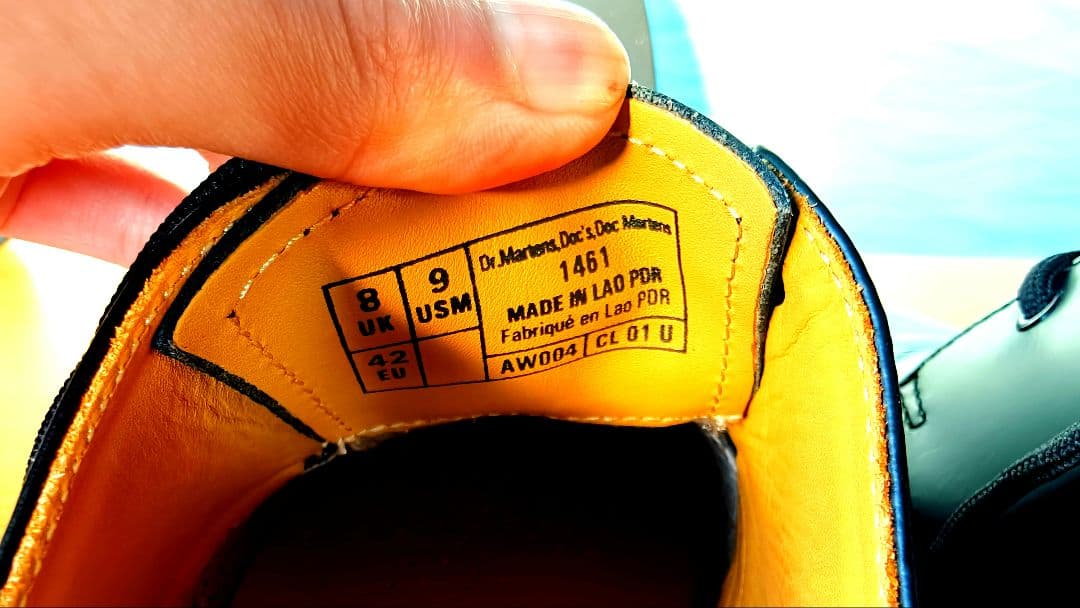 8
UK
9
USM
42
EU
Dr.Martens,Doc's,Doc Martens
1461
MADE IN LAO PDR
Fabriqué en Lao PDR
AW004 CL 01 U